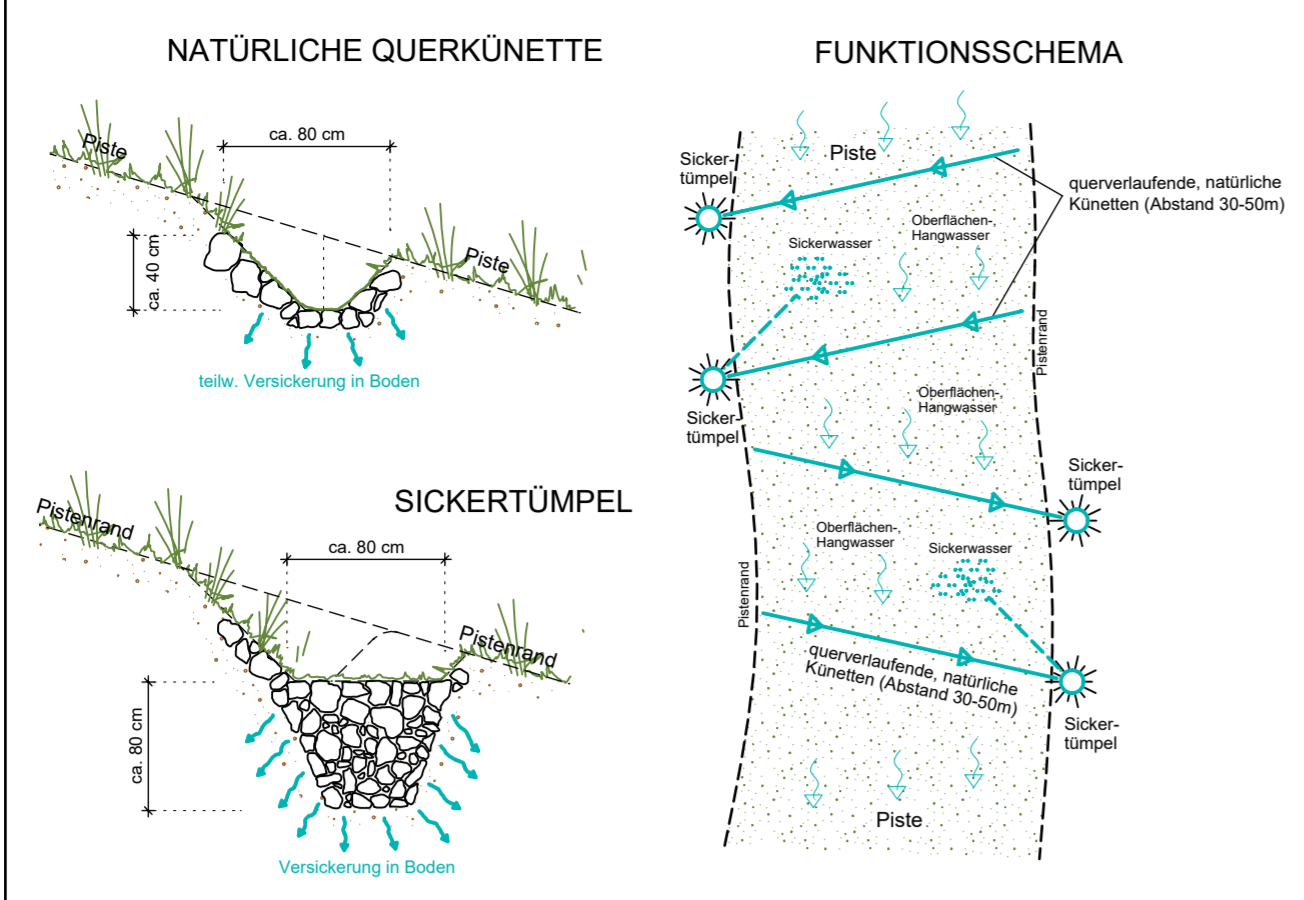 NATÜRLICHE QUERKÜNETTE
Piste
ca. 80 cm
ca. 40 cm
Piste
teilw. Versickerung in Boden
SICKERTÜMPEL
Pistenrand
ca. 80 cm
Pistenrand
ca. 80 cm
Versickerung in Boden
FUNKTIONSSCHEMA
Piste
Sicker-
tümpel
querverlaufende, natürliche
Künetten (Abstand 30-50m)
Oberflächen-,
Hangwasser
Sickerwasser
Pistenrand
Sicker-
tümpel
Oberflächen-,
Hangwasser
Sicker-
tümpel
Oberflächen-,
Hangwasser
Sickerwasser
Pistenrand
querverlaufende, natürliche
Künetten (Abstand 30-50m)
Sicker-
tümpel
Piste